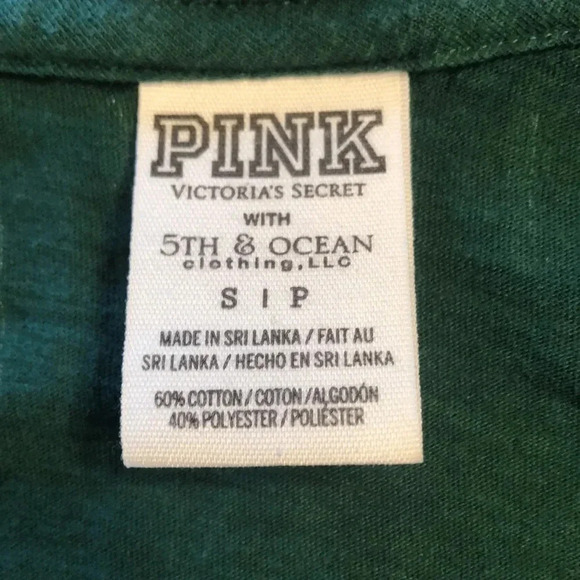 PINK
VICTORIA'S SECRET
WITH
5TH & OCEAN
clothing, LLC
S | P
MADE IN SRI LANKA / FAIT AU
SRI LANKA / HECHO EN SRI LANKA
60% COTTON / COTON / ALGODÓN
40% POLYESTER / POLIÉSTER